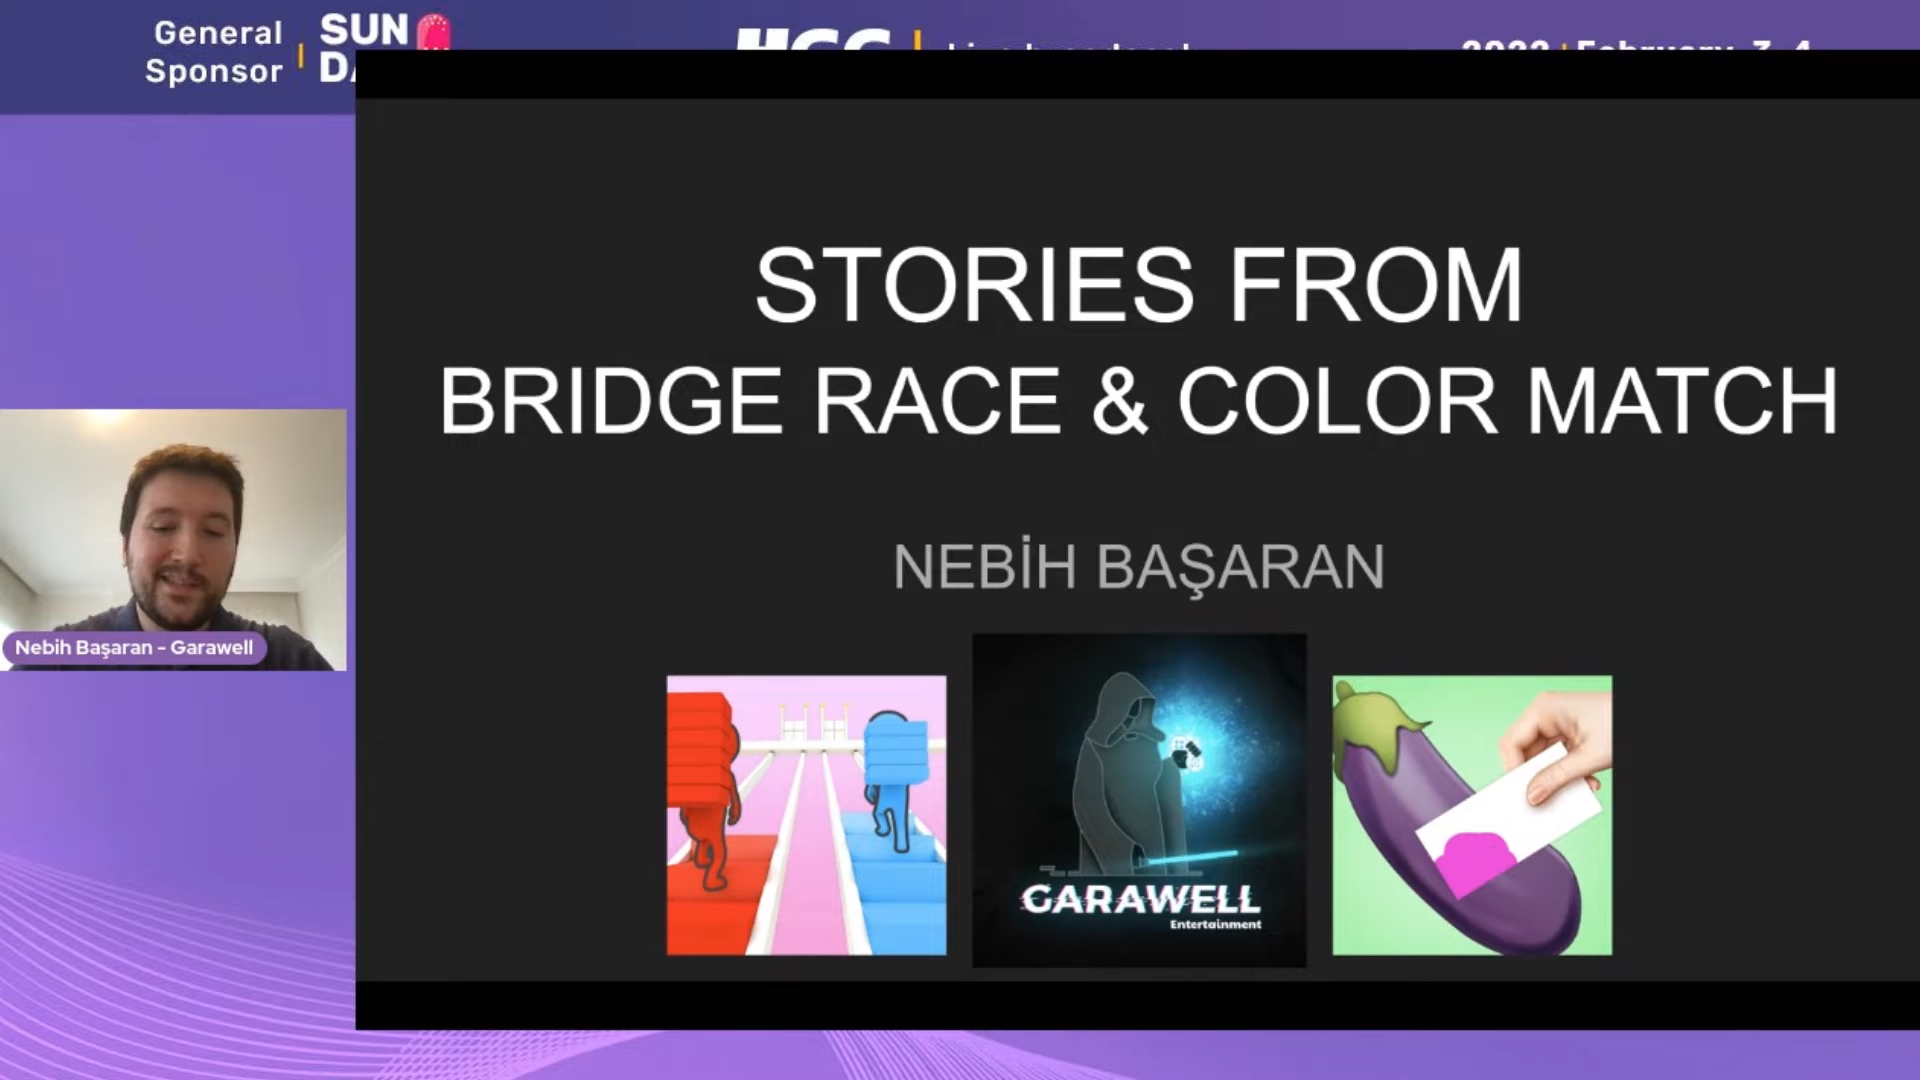 General
Sponsor
SUN
STORIES FROM
BRIDGE RACE & COLOR MATCH
NEBİH BAŞARAN
Nebih Başaran - Garawell
GARAWELL
Entertainment